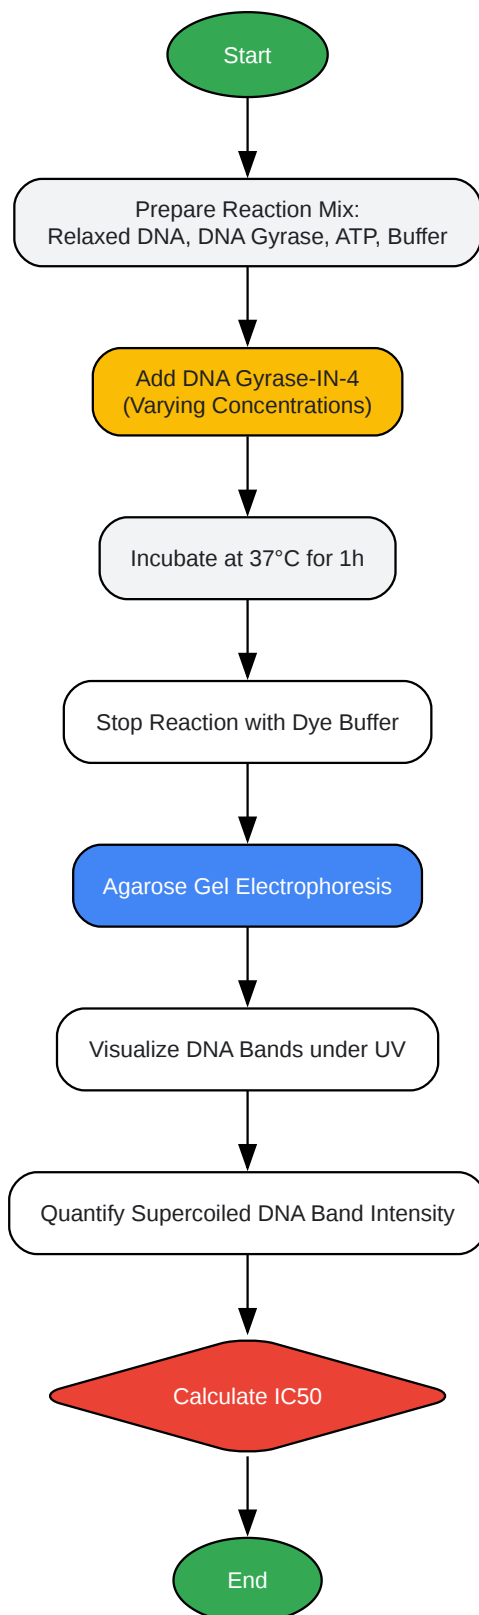 Start
Prepare Reaction Mix:
Relaxed DNA, DNA Gyrase, ATP, Buffer
Add DNA Gyrase-IN-4
(Varying Concentrations)
Incubate at 37°C for 1h
Stop Reaction with Dye Buffer
Agarose Gel Electrophoresis
Visualize DNA Bands under UV
Quantify Supercoiled DNA Band Intensity
Calculate IC50
End